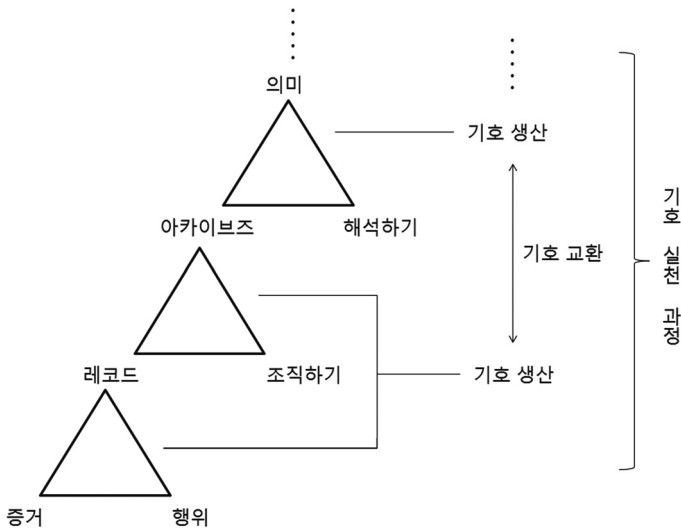 의미
기호 생산
아카이브즈
해석하기
기호 교환
기호 실천 과정
레코드
조직하기
기호 생산
증거
행위